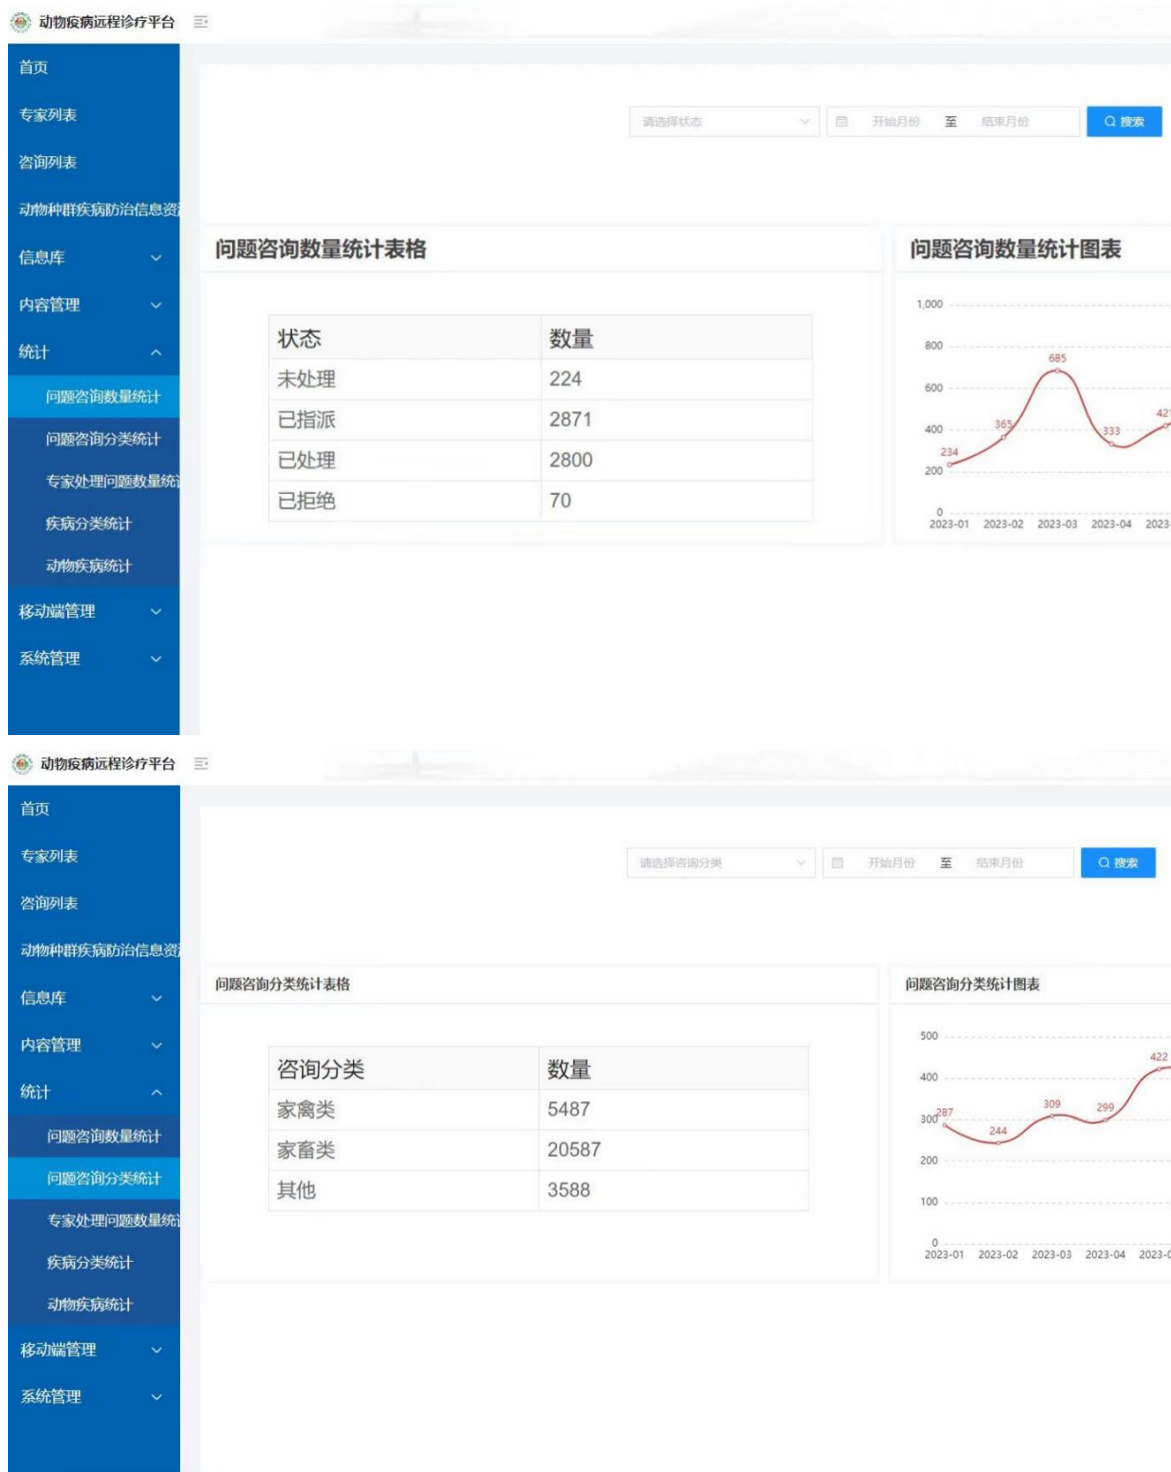 动物疫病远程诊疗平台
首页
专家列表
咨询列表
动物种群疾病防治信息资
信息库
内容管理
统计
问题咨询数量统计
问题咨询分类统计
专家处理问题数量统
疾病分类统计
动物疾病统计
移动端管理
系统管理
请选择状态 开始月份 至 结束月份 搜索
问题咨询数量统计表格
状态 数量
未处理 224
已指派 2871
已处理 2800
已拒绝 70
问题咨询数量统计图表
1,000
800
600
400
200
0
234 365 685 333 421
2023-01 2023-02 2023-03 2023-04 2023-
动物疫病远程诊疗平台
首页
专家列表
咨询列表
动物种群疾病防治信息资
信息库
内容管理
统计
问题咨询数量统计
问题咨询分类统计
专家处理问题数量统
疾病分类统计
动物疾病统计
移动端管理
系统管理
请选择咨询分类 开始月份 至 结束月份 搜索
问题咨询分类统计表格
咨询分类 数量
家禽类 5487
家畜类 20587
其他 3588
问题咨询分类统计图表
500
400
300
200
100
0
287 244 309 299 422
2023-01 2023-02 2023-03 2023-04 2023-0